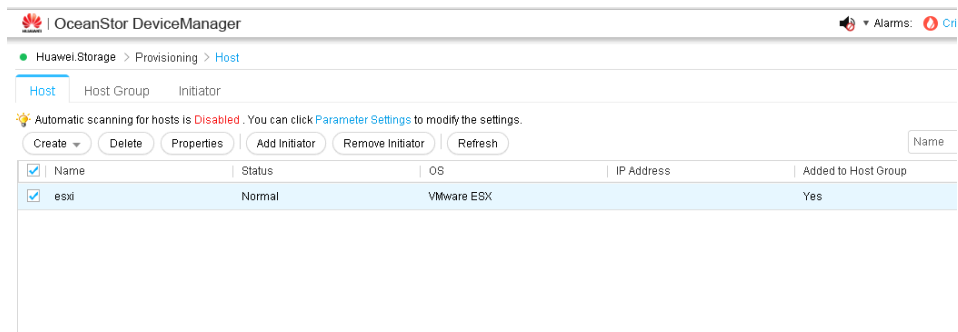 HUAWEI | OceanStor DeviceManager Alarms: Cri
Huawei.Storage > Provisioning > Host
Host Host Group Initiator
Automatic scanning for hosts is Disabled . You can click Parameter Settings to modify the settings.
Create Delete Properties Add Initiator Remove Initiator Refresh Name
Name Status OS IP Address Added to Host Group
esxi Normal VMware ESX Yes